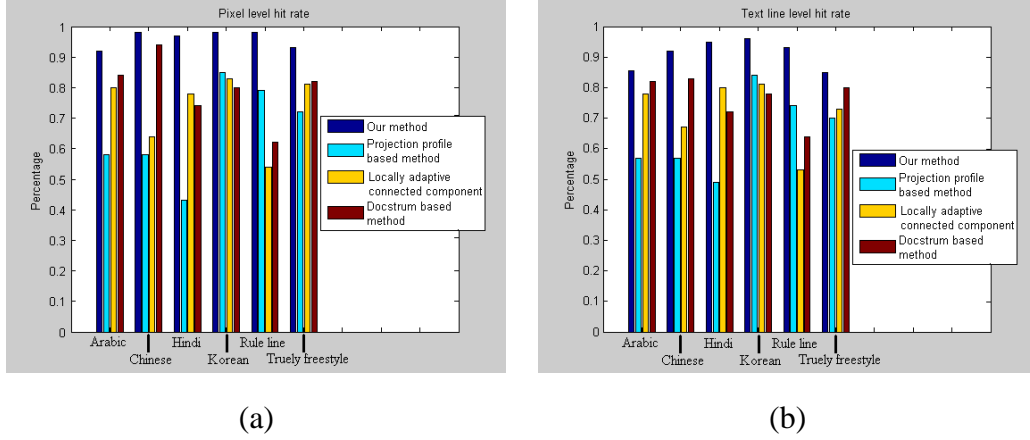 Pixel level hit rate
Percentage
1
0.9
0.8
0.7
0.6
0.5
0.4
0.3
0.2
0.1
0
Our method
Projection profile
based method
Locally adaptive
connected component
Docstrum based
method
Arabic
Hindi
Rule line
Chinese
Korean
Truely freestyle
(a)
Text line level hit rate
Percentage
1
0.9
0.8
0.7
0.6
0.5
0.4
0.3
0.2
0.1
0
Our method
Projection profile
based method
Locally adaptive
connected component
Docstrum based
method
Arabic
Hindi
Rule line
Chinese
Korean
Truely freestyle
(b)